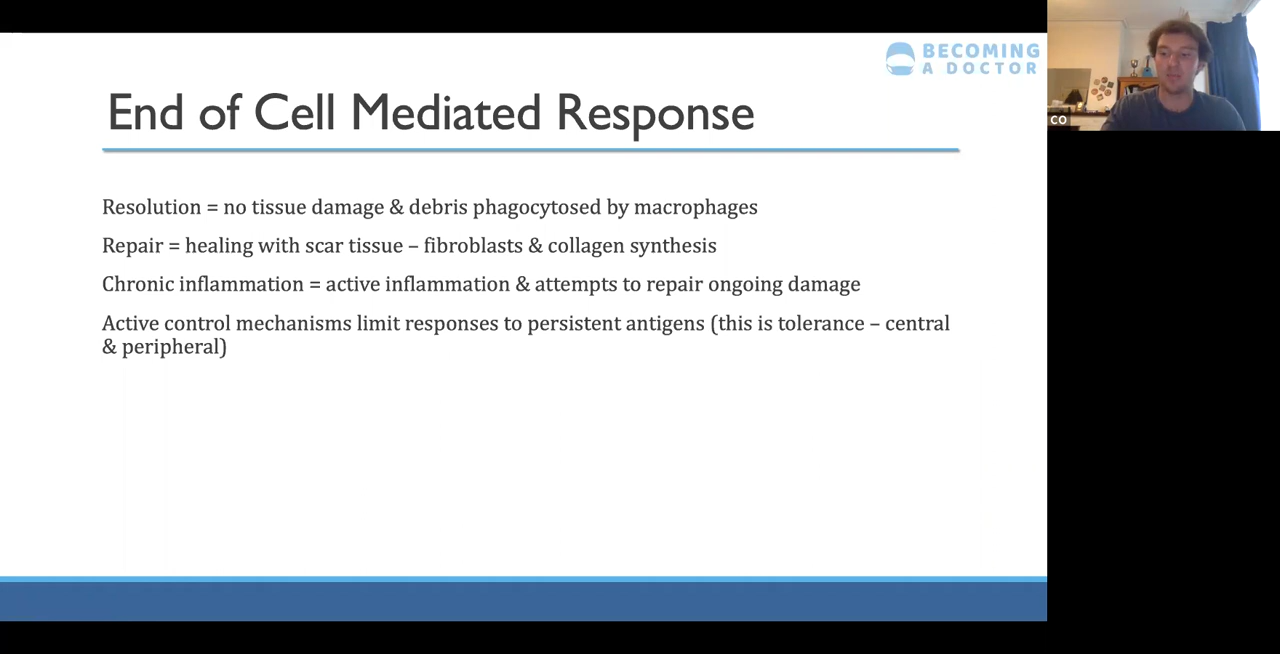 BECOMING
A DOCTOR
End of Cell Mediated Response
Resolution = no tissue damage & debris phagocytosed by macrophages
Repair = healing with scar tissue – fibroblasts & collagen synthesis
Chronic inflammation = active inflammation & attempts to repair ongoing damage
Active control mechanisms limit responses to persistent antigens (this is tolerance – central
& peripheral)
CO